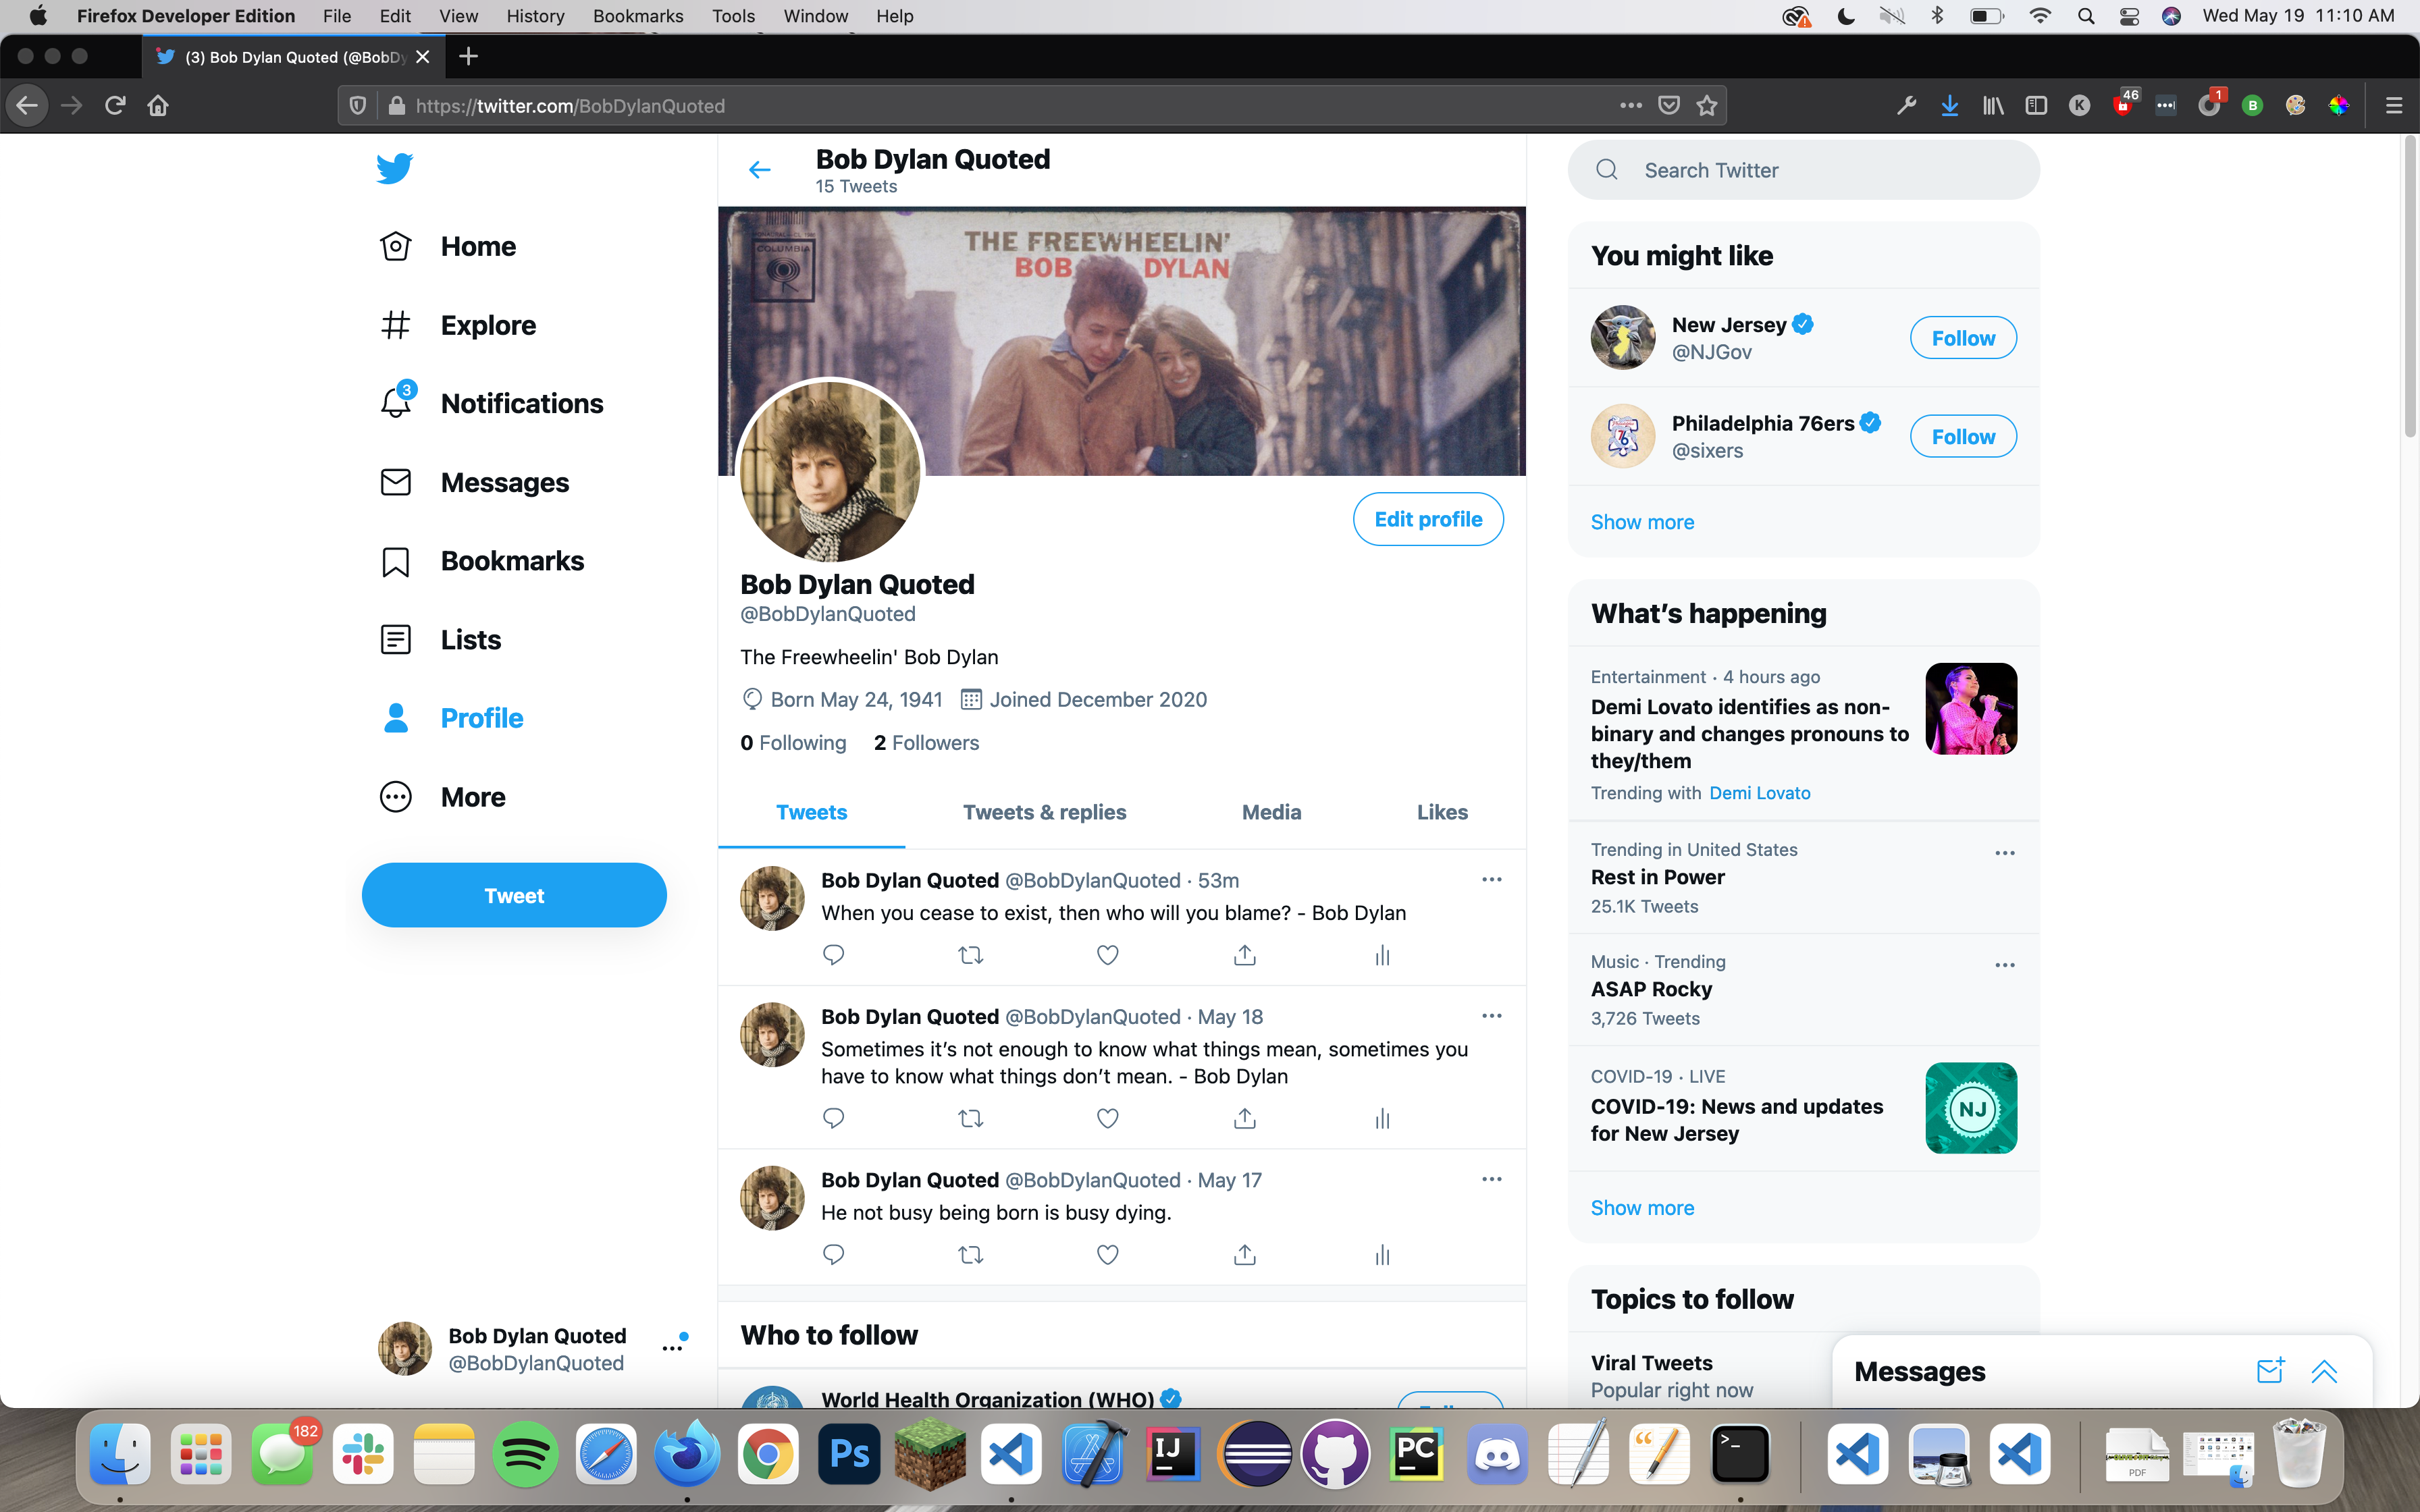 Firefox Developer Edition File Edit View History Bookmarks Tools Window Help Wed May 19 11:10 AM
(3) Bob Dylan Quoted (@BobDy
https://twitter.com/BobDylanQuoted
46
1
K
B
Home
Explore
3
Notifications
Messages
Bookmarks
Lists
Profile
More
Tweet
Bob Dylan Quoted
@BobDylanQuoted
Bob Dylan Quoted
15 Tweets
COLUMBIA
THE FREEWHEELIN'
BOB DYLAN
Edit profile
Bob Dylan Quoted
@BobDylanQuoted
The Freewheelin' Bob Dylan
Born May 24, 1941 Joined December 2020
0 Following 2 Followers
Tweets Tweets & replies Media Likes
Bob Dylan Quoted @BobDylanQuoted · 53m
When you cease to exist, then who will you blame? - Bob Dylan
Bob Dylan Quoted @BobDylanQuoted · May 18
Sometimes it’s not enough to know what things mean, sometimes you
have to know what things don’t mean. - Bob Dylan
Bob Dylan Quoted @BobDylanQuoted · May 17
He not busy being born is busy dying.
Who to follow
World Health Organization (WHO)
Search Twitter
You might like
New Jersey
@NJGov
Follow
Philadelphia 76ers
@sixers
Follow
Show more
What’s happening
Entertainment · 4 hours ago
Demi Lovato identifies as non-
binary and changes pronouns to
they/them
Trending with Demi Lovato
Trending in United States
Rest in Power
25.1K Tweets
Music · Trending
ASAP Rocky
3,726 Tweets
COVID-19 · LIVE
COVID-19: News and updates
for New Jersey
NJ
Show more
Topics to follow
Viral Tweets
Popular right now
Messages
182
Ps
IJ
PC
>_
PDF